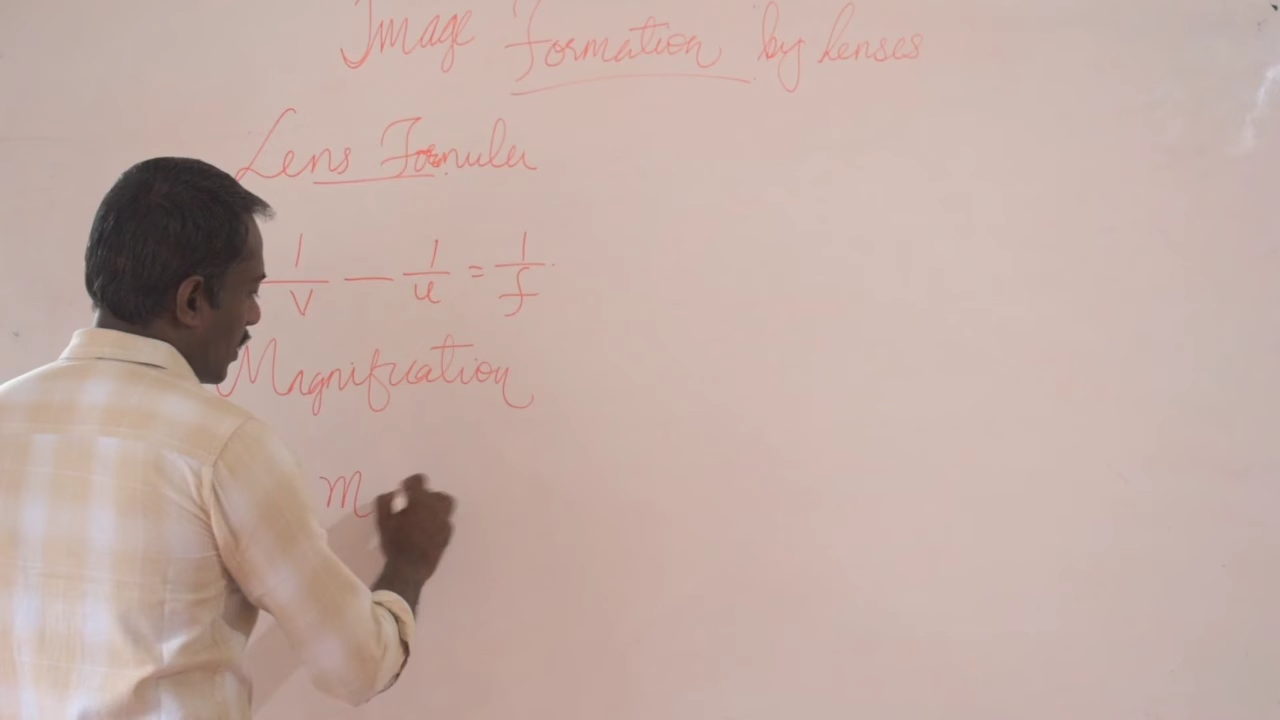 Image Formation by lenses
Lens Formula
1/v — 1/u = 1/f
Magnification
m